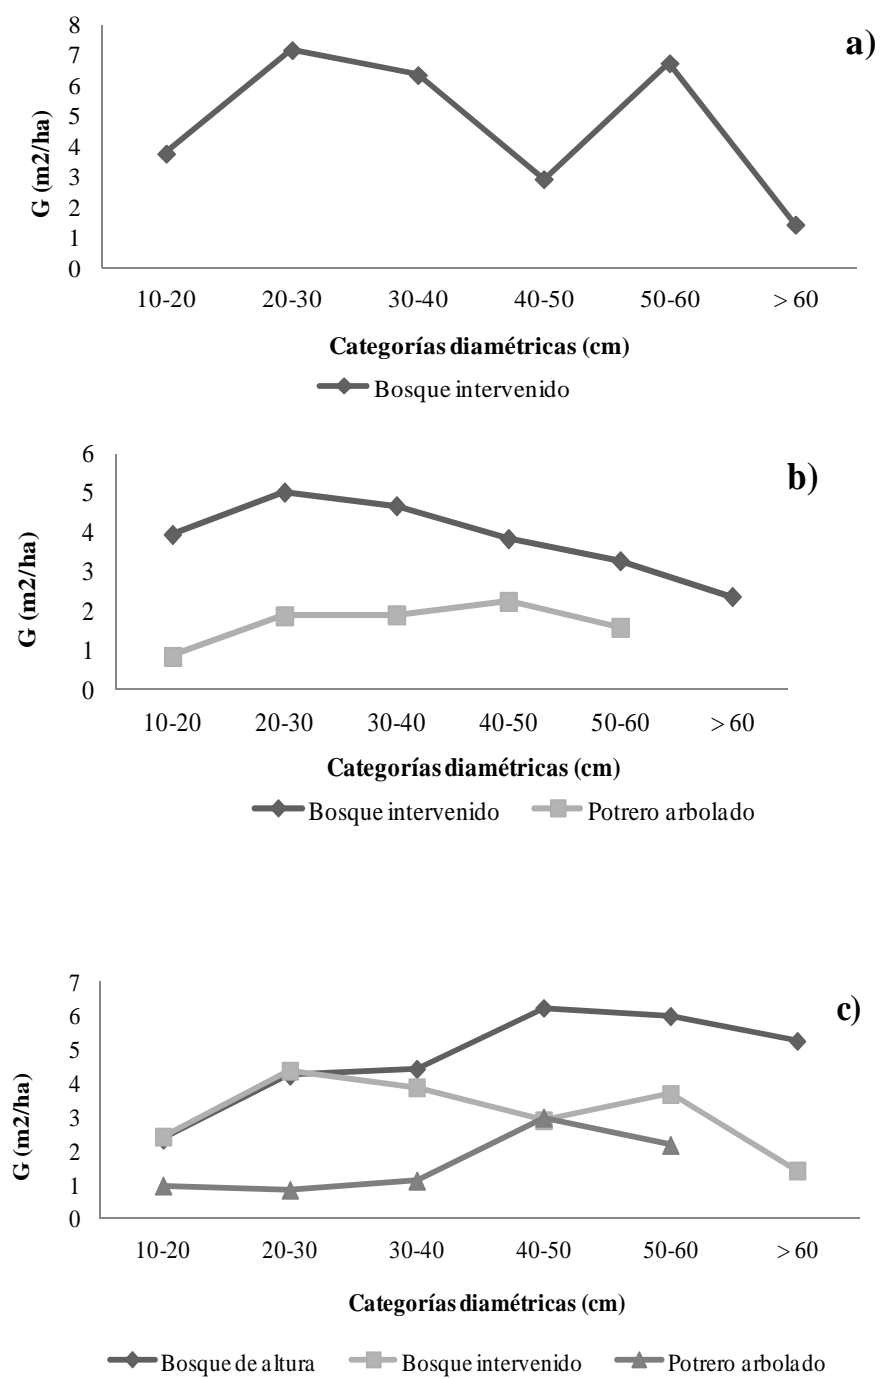 a)
8
7
6
5
4
3
2
1
0
G (m2/ha)
10-20 20-30 30-40 40-50 50-60 > 60
Categorías diamétricas (cm)
Bosque intervenido
b)
6
5
4
3
2
1
0
G (m2/ha)
10-20 20-30 30-40 40-50 50-60 > 60
Categorías diamétricas (cm)
Bosque intervenido Potrero arbolado
c)
7
6
5
4
3
2
1
0
G (m2/ha)
10-20 20-30 30-40 40-50 50-60 > 60
Categorías diamétricas (cm)
Bosque de altura Bosque intervenido Potrero arbolado